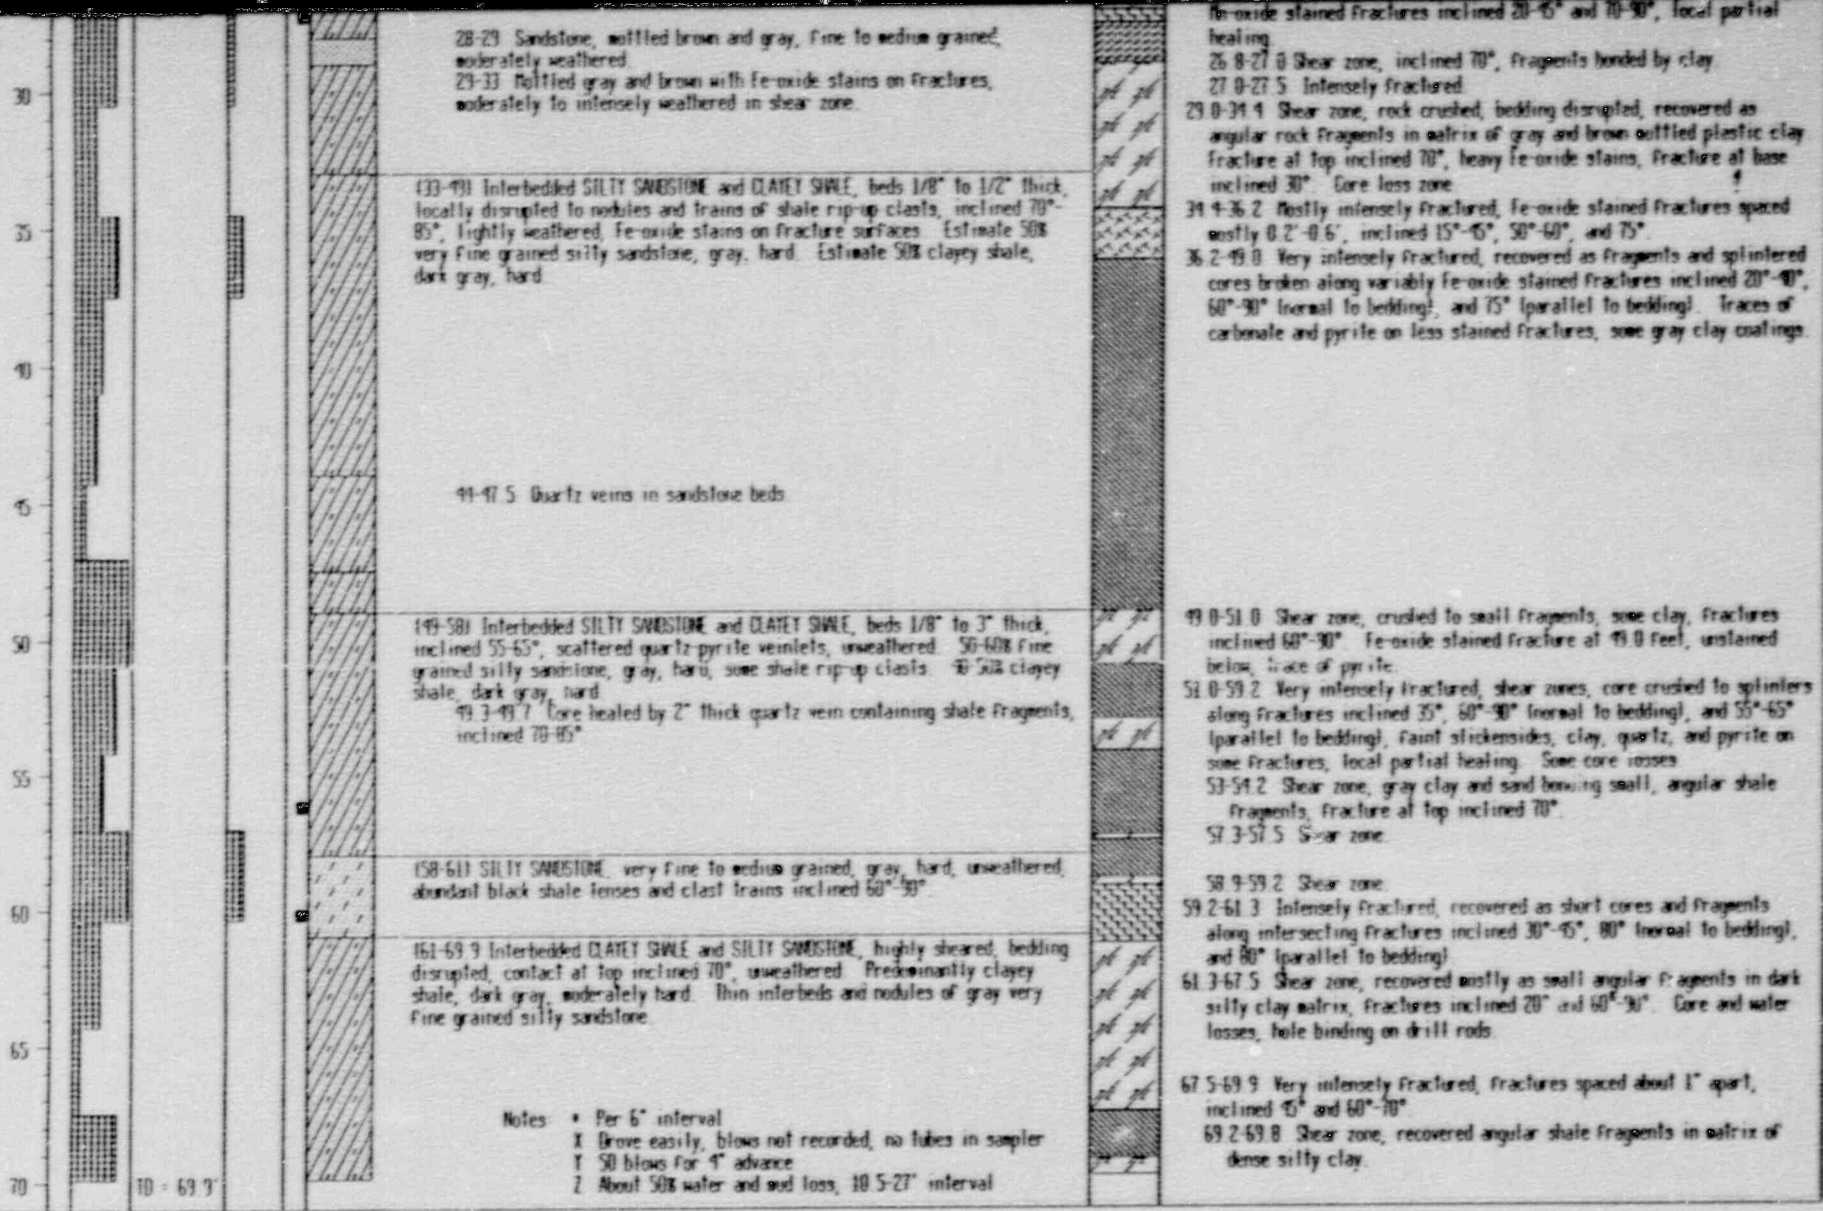 28-29 Sandstone, mottled brown and gray, fine to medium grained,
moderately weathered.
29-33 Mottled gray and brown with Fe-oxide stains on fractures,
moderately to intensely weathered in shear zone.
(33-49) Interbedded SILTY SANDSTONE and CLAYEY SHALE, beds 1/8" to 1/2" thick,
locally disrupted to nodules and trains of shale rip-up clasts, inclined 70°-
85°, lightly weathered, Fe-oxide stains on fracture surfaces. Estimate 50%
very fine grained silty sandstone, gray, hard. Estimate 50% clayey shale,
dark gray, hard.
44-47.5 Quartz veins in sandstone beds.
(49-58) Interbedded SILTY SANDSTONE and CLAYEY SHALE, beds 1/8" to 3" thick,
inclined 55-65°, scattered quartz-pyrite veinlets, unweathered. 50-60% fine
grained silty sandstone, gray, hard, some shale rip-up clasts. 40-50% clayey
shale, dark gray, hard.
49.3-49.7 Core healed by 2" thick quartz vein containing shale fragments,
inclined 70-85°
(58-61) SILTY SANDSTONE, very fine to medium grained, gray, hard, unweathered,
abundant black shale lenses and clast trains inclined 60°-90°
(61-69.9 Interbedded CLAYEY SHALE and SILTY SANDSTONE, highly sheared, bedding
disrupted, contact at top inclined 70°, unweathered. Predominantly clayey
shale, dark gray, moderately hard. Thin interbeds and nodules of gray very
fine grained silty sandstone.
Notes: * Per 6" interval
X Drove easily, blows not recorded, no tubes in sampler
Y 50 blows for 4" advance
Z About 50% water and mud loss, 10.5-27' interval
oxide stained fractures inclined 20-45° and 70-90°, local partial
healing.
26.8-27.0 Shear zone, inclined 70°, fragments bonded by clay.
27.0-27.5 Intensely fractured.
29.0-34.4 Shear zone, rock crushed, bedding disrupted, recovered as
angular rock fragments in matrix of gray and brown mottled plastic clay.
Fracture at top inclined 70°, heavy Fe-oxide stains, fracture at base
inclined 30°. Core loss zone.
34.4-36.2 Mostly intensely fractured, Fe-oxide stained fractures spaced
mostly 0.2'-0.6', inclined 15°-45°, 50°-60°, and 75°.
36.2-49.0 Very intensely fractured, recovered as fragments and splintered
cores broken along variably Fe-oxide stained fractures inclined 20°-40°,
60°-90° (normal to bedding), and 75° (parallel to bedding). Traces of
carbonate and pyrite on less stained fractures, some gray clay coatings.
49.0-51.0 Shear zone, crushed to small fragments, some clay, fractures
inclined 60°-90°. Fe-oxide stained fracture at 49.0 feet, unstained
below, trace of pyrite.
51.0-59.2 Very intensely fractured, shear zones, core crushed to splinters
along fractures inclined 35°, 60°-90° (normal to bedding), and 55°-65°
(parallel to bedding), faint slickensides, clay, quartz, and pyrite on
some fractures, local partial healing. Some core losses.
53-54.2 Shear zone, gray clay and sand bonding small, angular shale
fragments, fracture at top inclined 70°.
57.3-57.5 Shear zone.
58.9-59.2 Shear zone.
59.2-61.3 Intensely fractured, recovered as short cores and fragments
along intersecting fractures inclined 30°-45°, 80° (normal to bedding),
and 80° (parallel to bedding)
61.3-67.5 Shear zone, recovered mostly as small angular fragments in dark
silty clay matrix, fractures inclined 20° and 60°-90°. Core and water
losses, hole binding on drill rods.
67.5-69.9 Very intensely fractured, fractures spaced about 1" apart,
inclined 45° and 60°-70°
69.2-69.8 Shear zone, recovered angular shale fragments in matrix of
dense silty clay.
30
35
40
45
50
55
60
65
70
TD = 69.9'